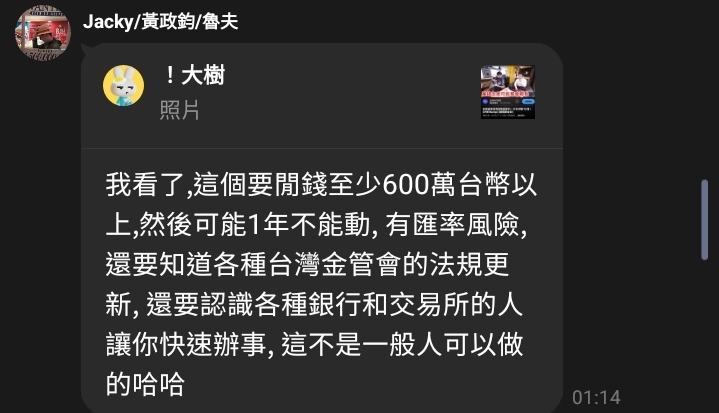 Jacky/黃政鈞/魯夫
！大樹
照片
我看了,這個要閒錢至少600萬台幣以
上,然後可能1年不能動, 有匯率風險,
還要知道各種台灣金管會的法規更
新, 還要認識各種銀行和交易所的人
讓你快速辦事, 這不是一般人可以做
的哈哈
01:14